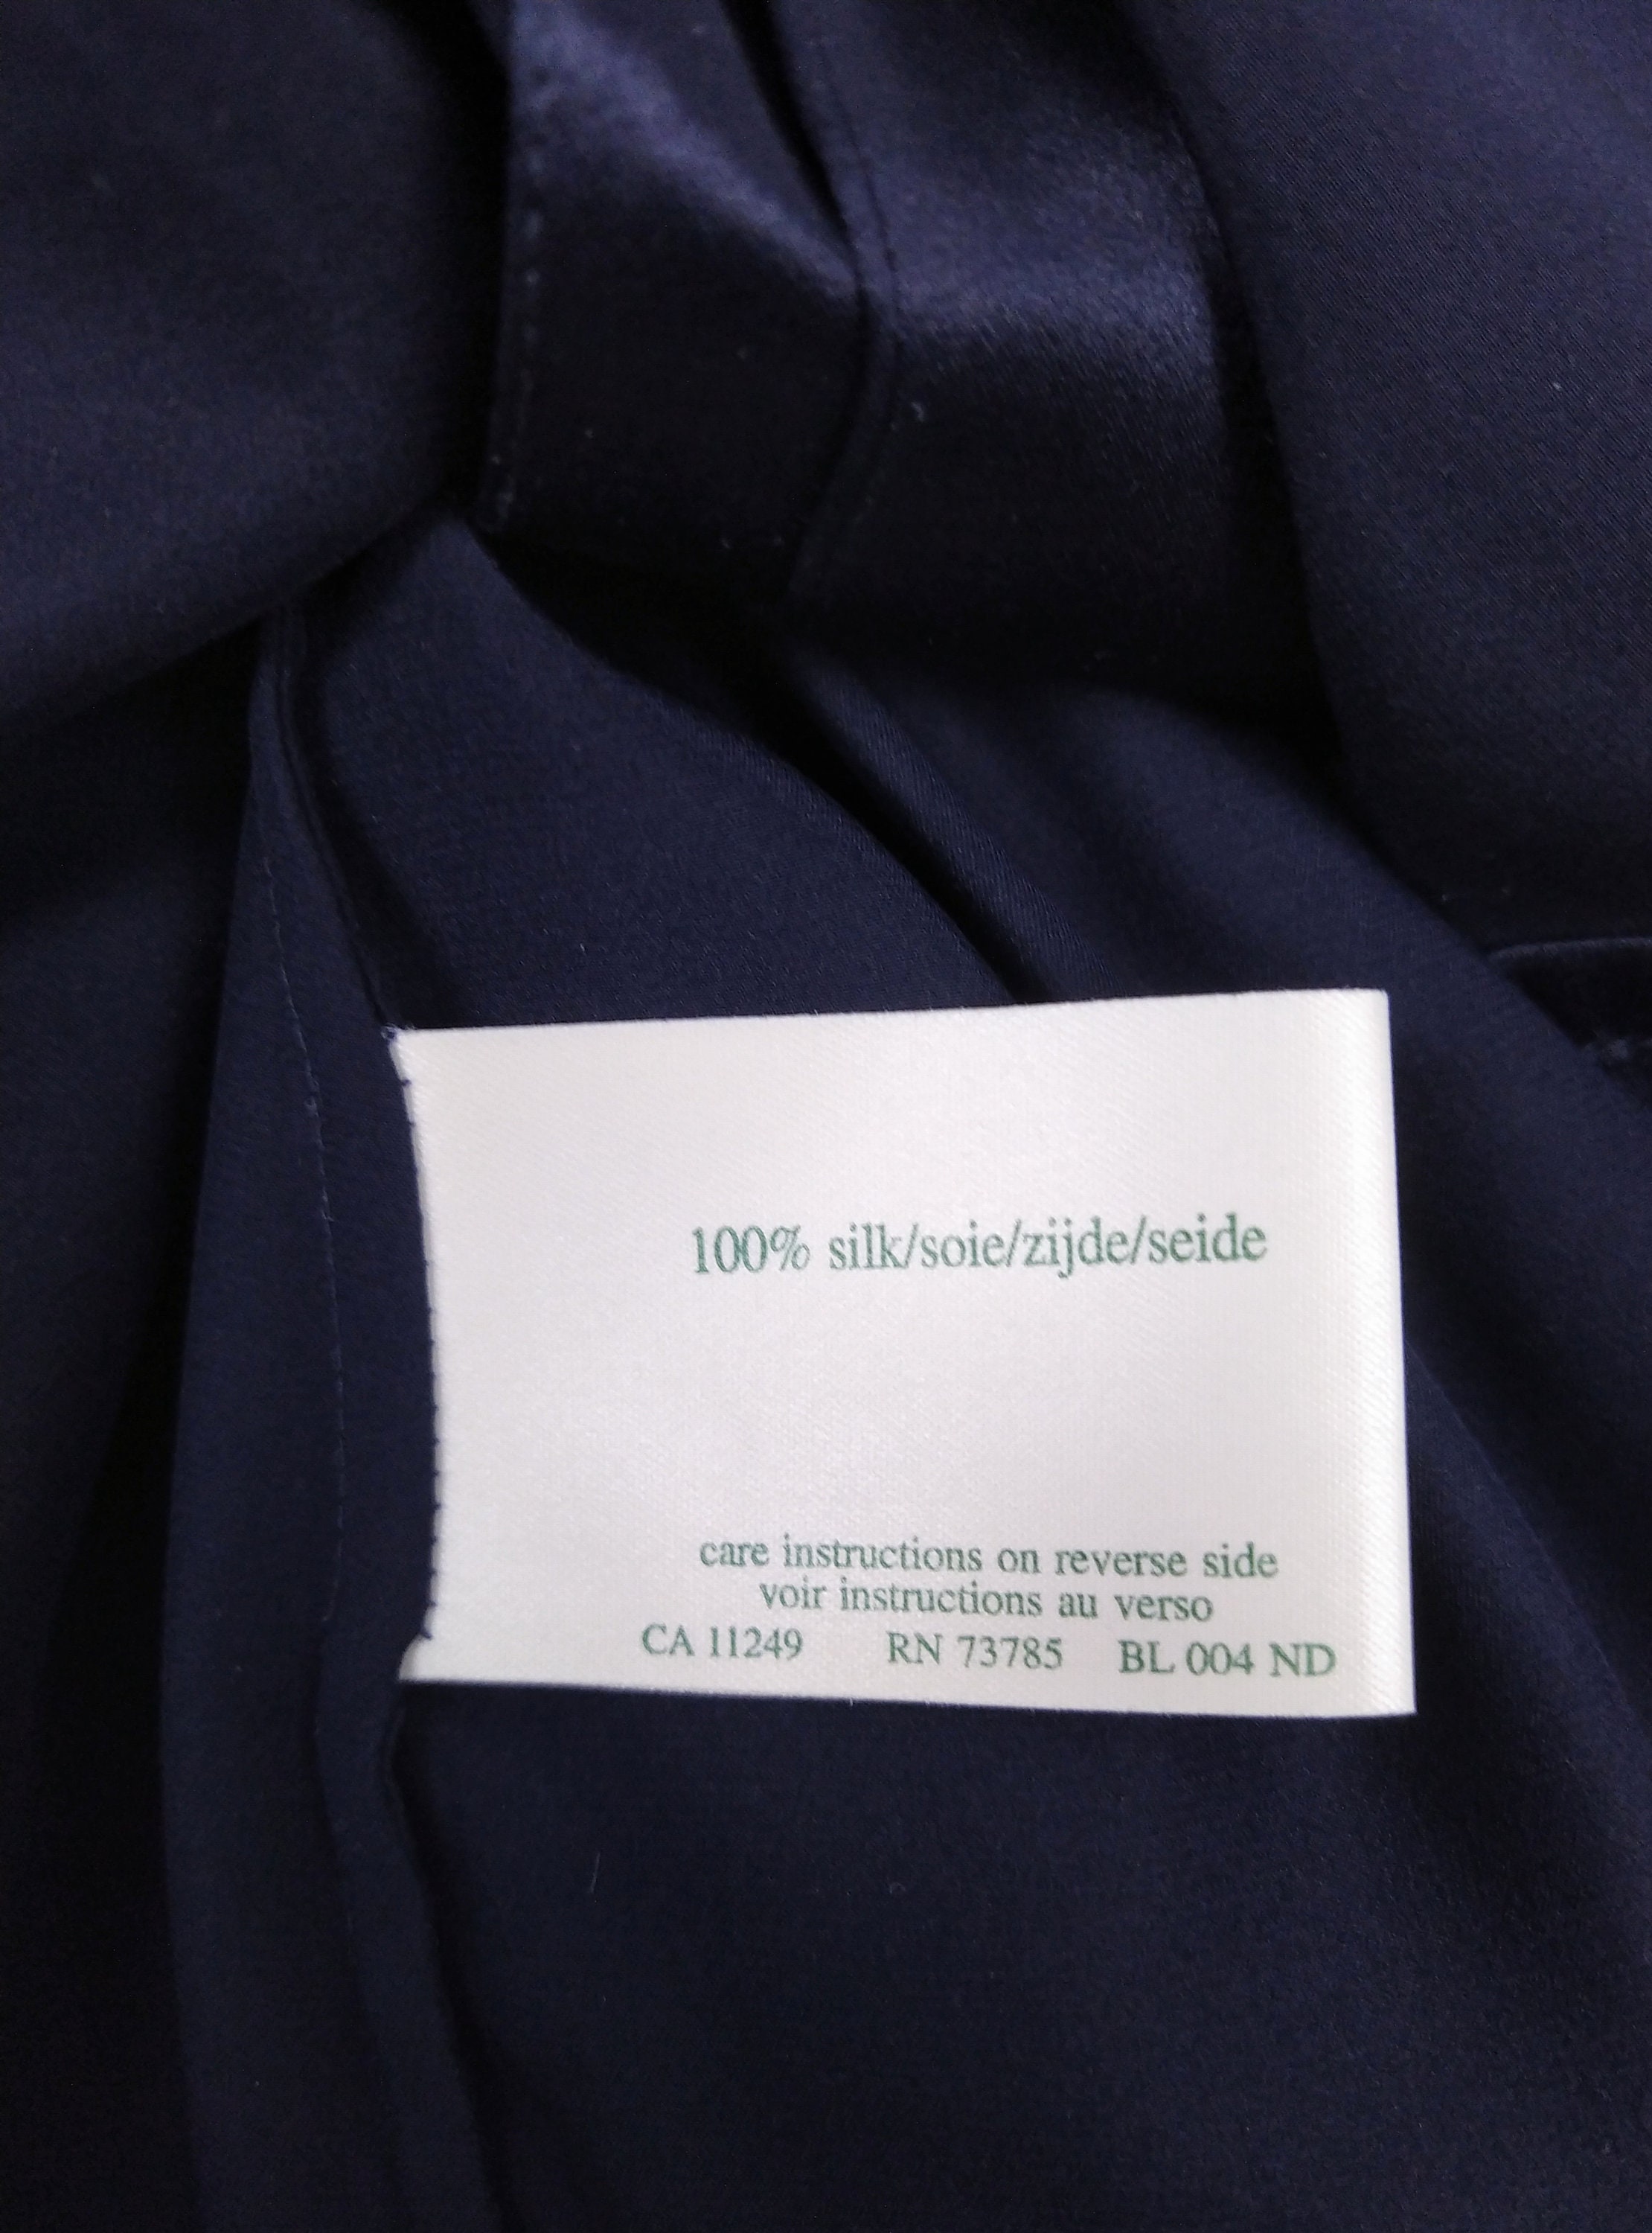 100% silk/soie/zijde/seide
care instructions on reverse side
voir instructions au verso
CA 11249 RN 73785 BL 004 ND